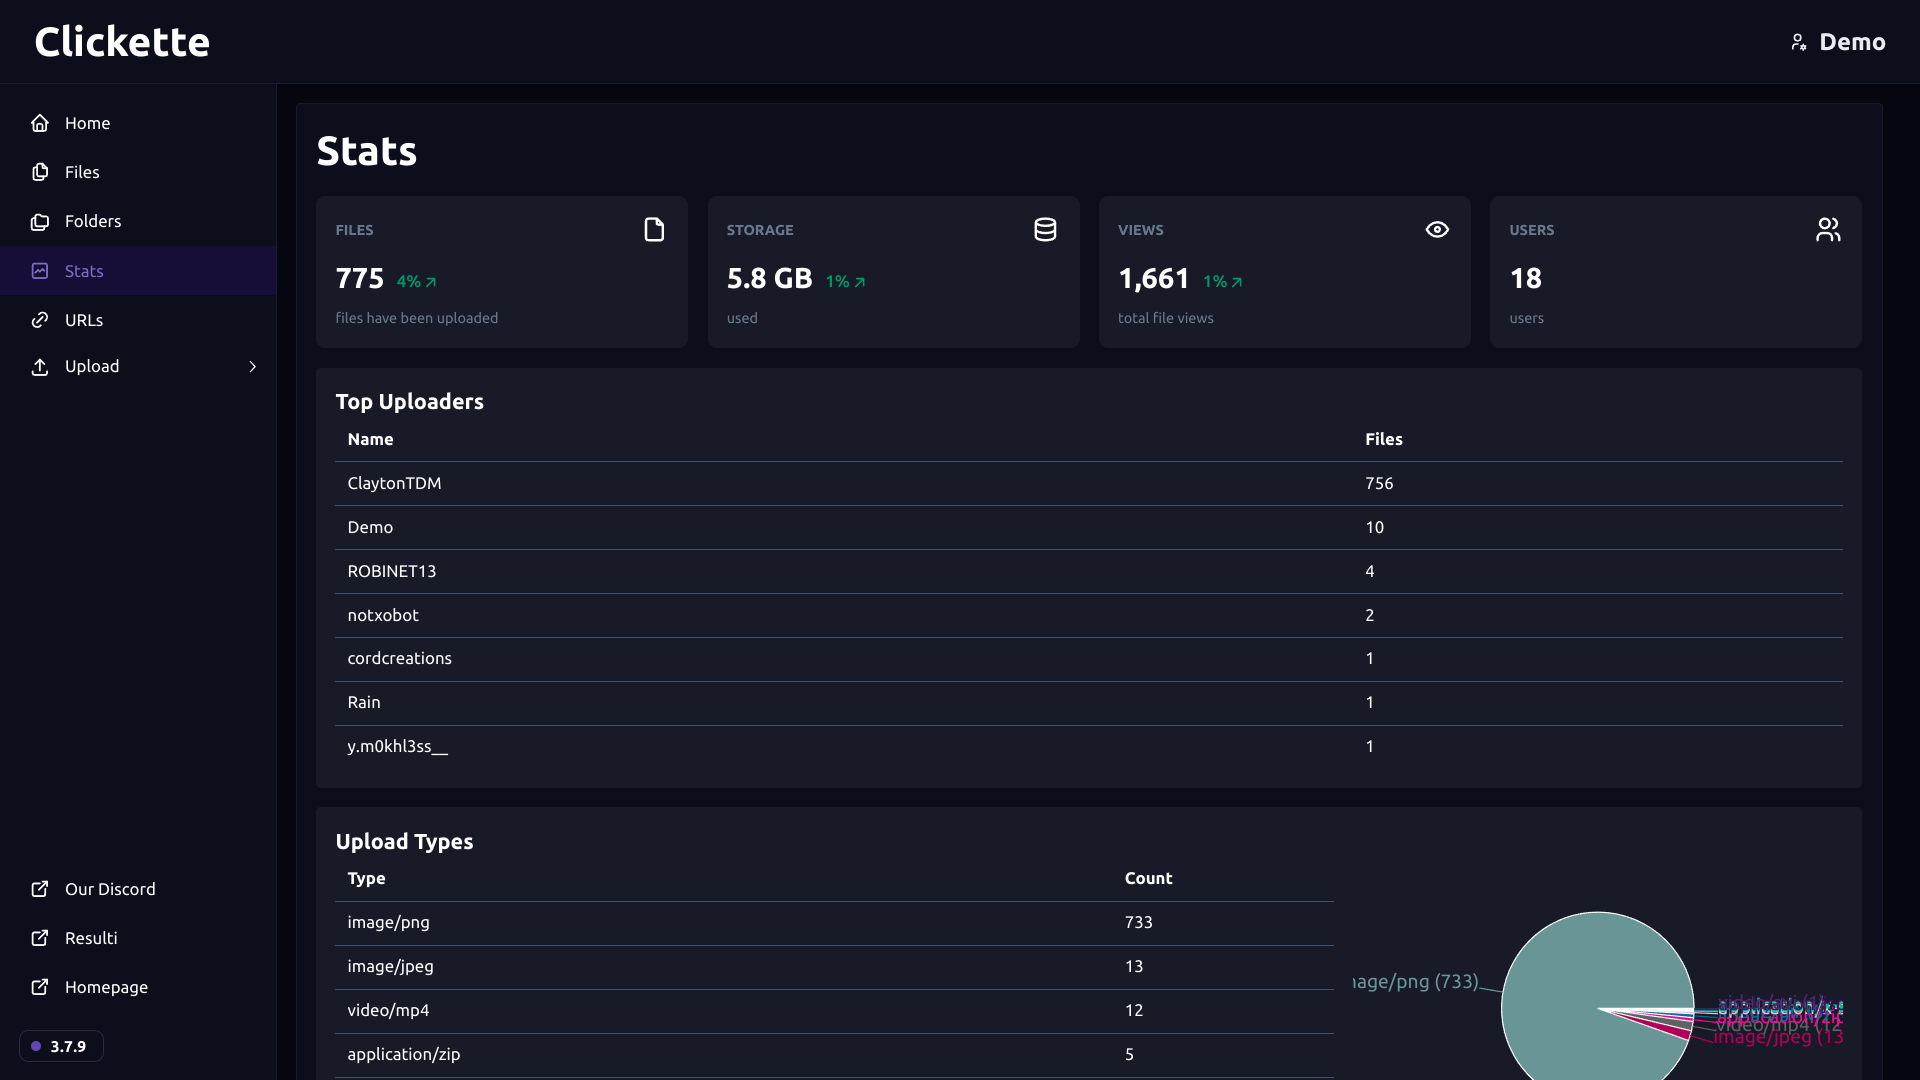 Clickette
Demo
Home
Files
Folders
Stats
URLs
Upload
Our Discord
Resulti
Homepage
3.7.9
Stats
FILES
775 4%
files have been uploaded
STORAGE
5.8 GB 1%
used
VIEWS
1,661 1%
total file views
USERS
18
users
Top Uploaders
Name Files
ClaytonTDM 756
Demo 10
ROBINET13 4
notxobot 2
cordcreations 1
Rain 1
y.m0khl3ss__ 1
Upload Types
Type Count
image/png 733
image/jpeg 13
video/mp4 12
application/zip 5
(733)
video/mp4 (12
image/jpeg (13